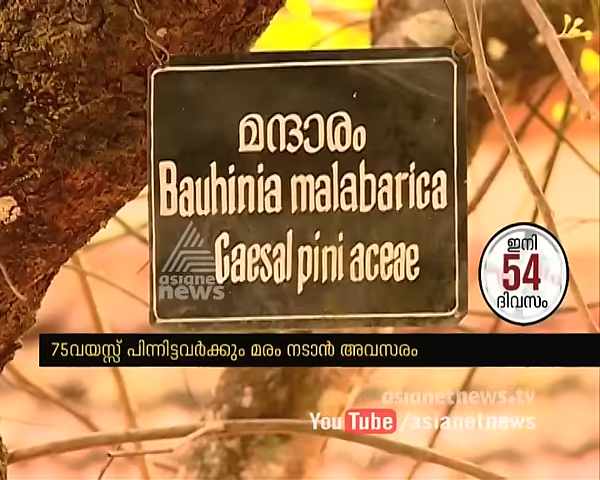 മന്ദാരം
Bauhinia malabarica
Gaesal pini aceae
asianet
news
ഇനി
54
ദിവസം
75വയസ്സ് പിന്നിട്ടവർക്കും മരം നടാൻ അവസരം
asianetnews.tv
YouTube /asianetnews